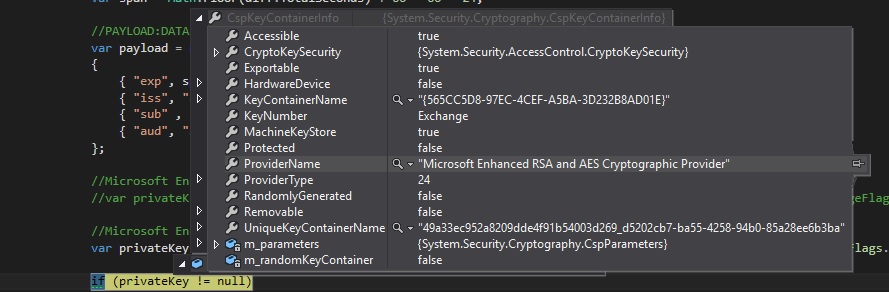 var span = (diff.TotalSeconds) + 60 * 60 * 24;
CspKeyContainerInfo {System.Security.Cryptography.CspKeyContainerInfo}
//PAYLOAD:DATA
Accessible true
var payload =
CryptoKeySecurity {System.Security.AccessControl.CryptoKeySecurity}
{
Exportable true
{ "exp", s
HardwareDevice false
{ "iss", "
KeyContainerName "{565CC5D8-97EC-4CEF-A5BA-3D232B8AD01E}"
{ "sub" ,
KeyNumber Exchange
{ "aud", "
MachineKeyStore true
};
Protected false
ProviderName "Microsoft Enhanced RSA and AES Cryptographic Provider"
//Microsoft En
ProviderType 24
//var privateK
RandomlyGenerated false
geFlag
Removable false
//Microsoft En
UniqueKeyContainerName "49a33ec952a8209dde4f91b54003d269_d5202cb7-ba55-4258-94b0-85a28ee6b3ba"
var privateKey
m_parameters {System.Security.Cryptography.CspParameters}
flags.
m_randomKeyContainer false
if (privateKey != null)